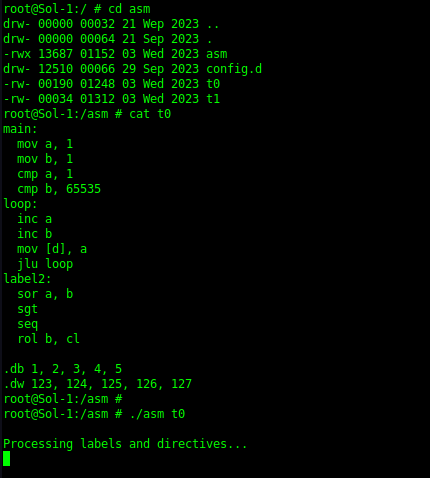 root@Sol-1:/ # cd asm
drw- 00000 00032 21 Wep 2023 ..
drw- 00000 00064 21 Sep 2023 .
-rwx 13687 01152 03 Wed 2023 asm
drw- 12510 00066 29 Sep 2023 config.d
-rw- 00190 01248 03 Wed 2023 t0
-rw- 00034 01312 03 Wed 2023 t1
root@Sol-1:/asm # cat t0
main:
  mov a, 1
  mov b, 1
  cmp a, 1
  cmp b, 65535
loop:
  inc a
  inc b
  mov [d], a
  jlu loop
label2:
  sor a, b
  sgt
  seq
  rol b, cl

.db 1, 2, 3, 4, 5
.dw 123, 124, 125, 126, 127
root@Sol-1:/asm #
root@Sol-1:/asm # ./asm t0

Processing labels and directives...